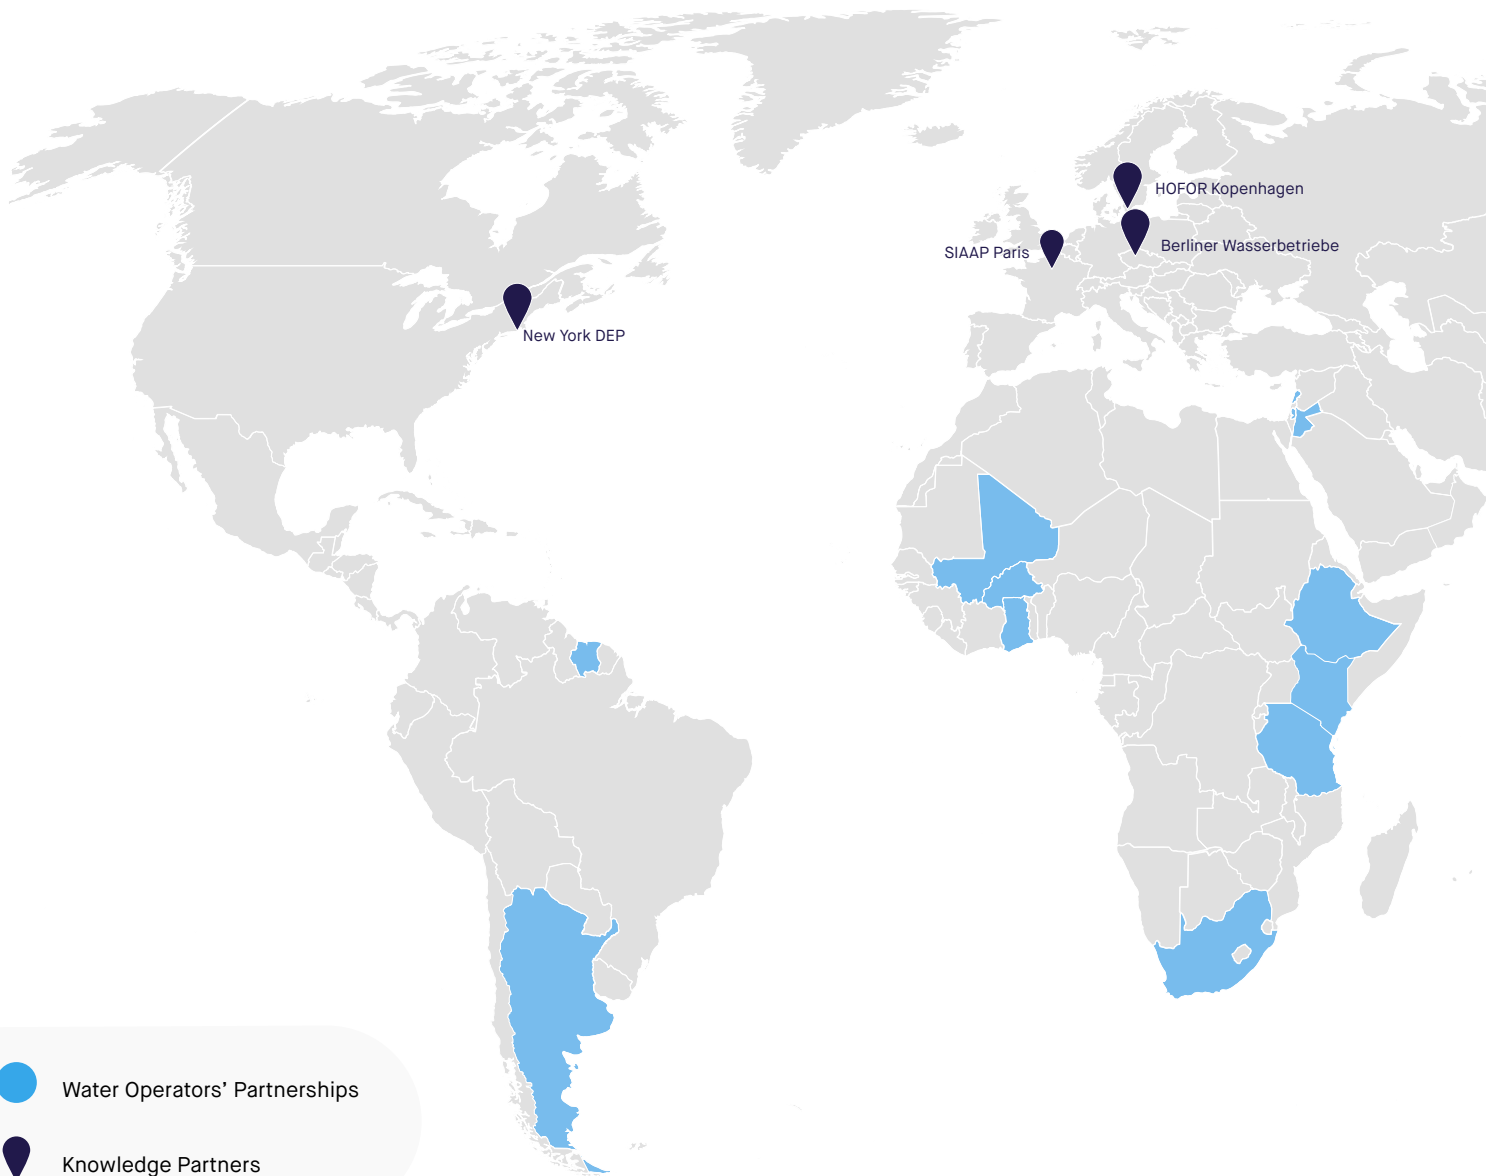 HOFOR Kopenhagen
Berliner Wasserbetriebe
SIAAP Paris
New York DEP
Water Operators’ Partnerships
Knowledge Partners